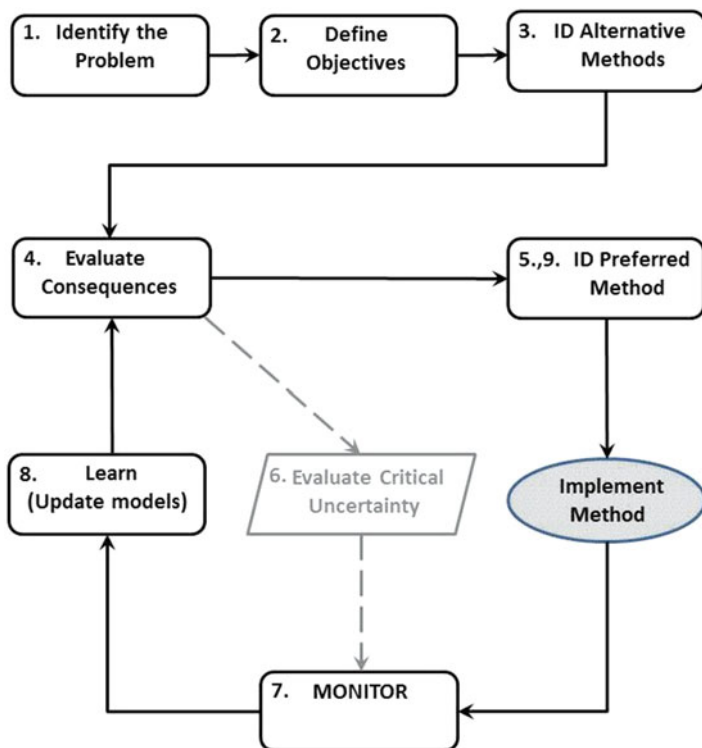 1. Identify the
Problem
2. Define
Objectives
3. ID Alternative
Methods
4. Evaluate
Consequences
5.,9. ID Preferred
Method
8. Learn
(Update models)
6. Evaluate Critical
Uncertainty
Implement
Method
7. MONITOR